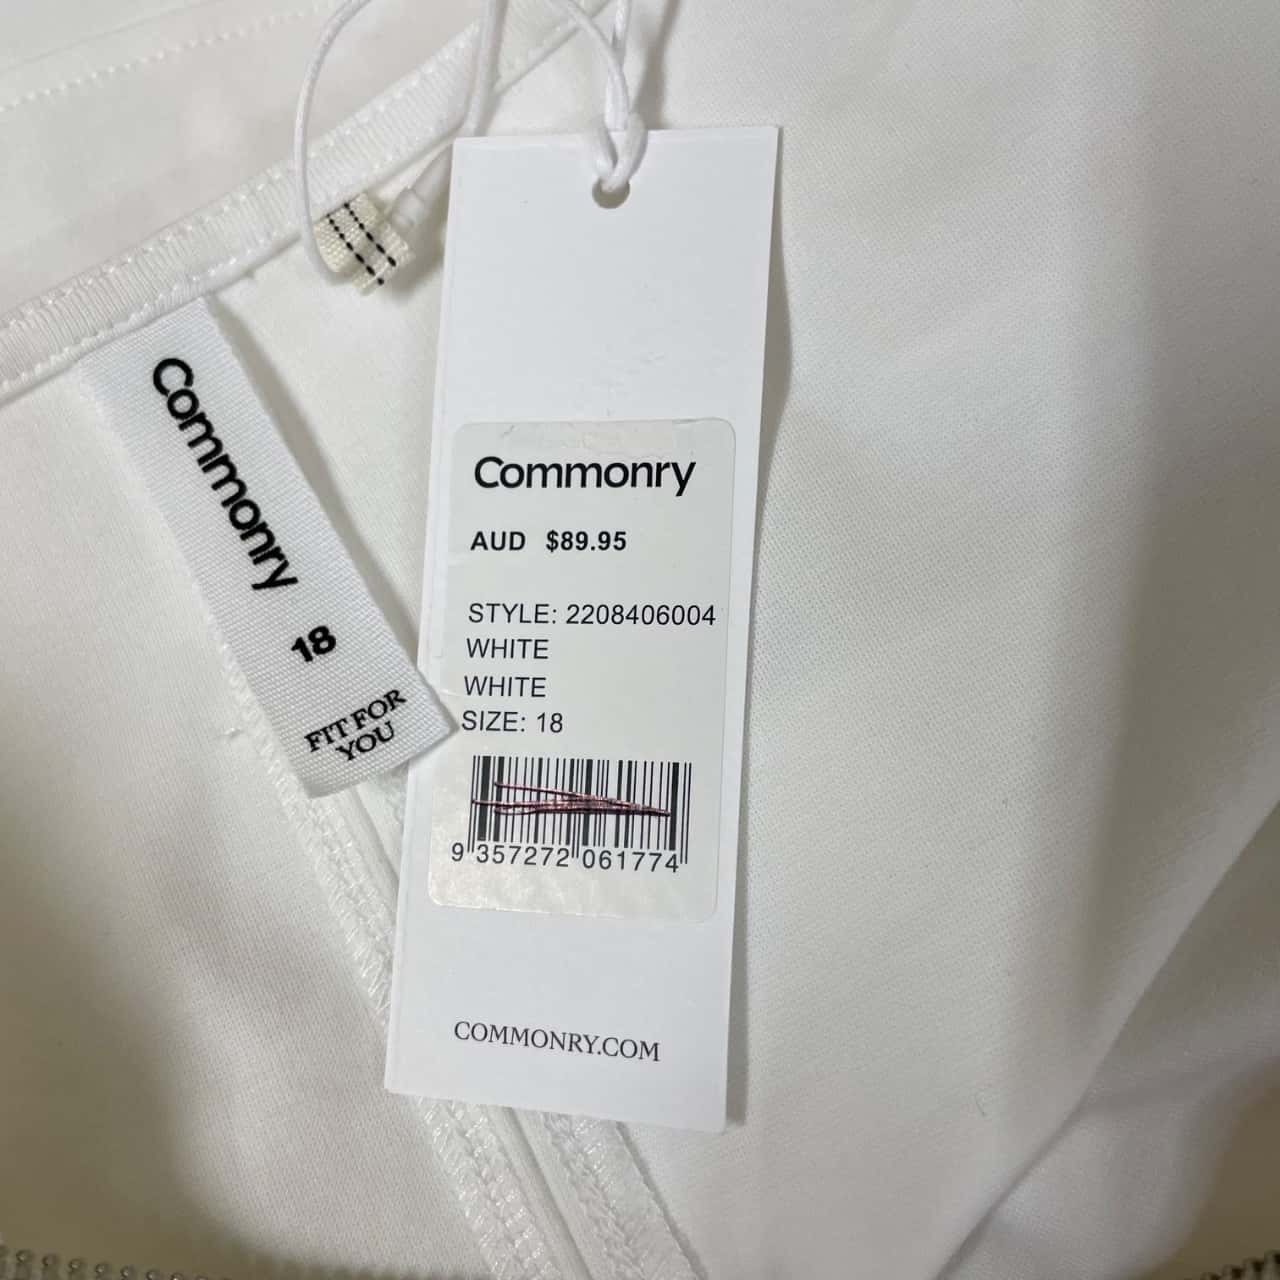 Commonry
18
FIT FOR
YOU
Commonry
AUD $89.95
STYLE: 2208406004
WHITE
WHITE
SIZE: 18
9 357272 061774
COMMONRY.COM